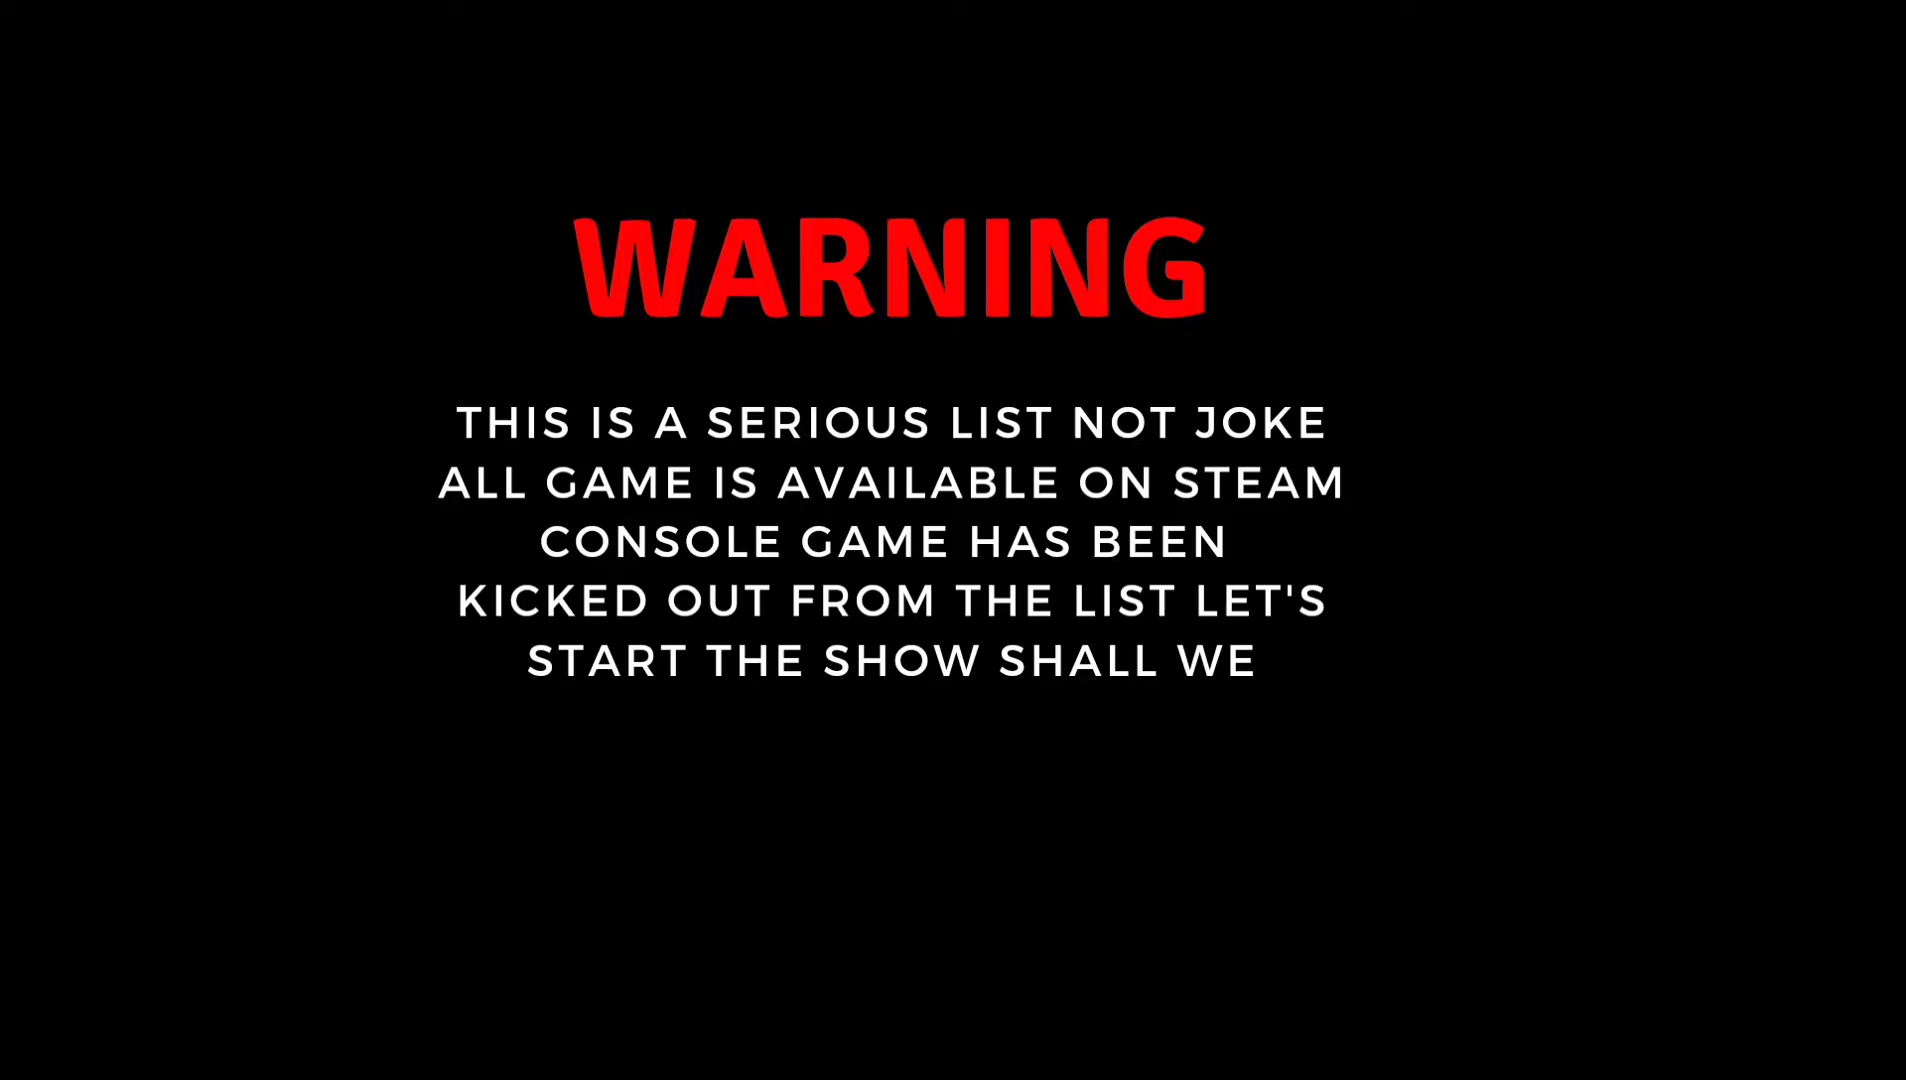 WARNING
THIS IS A SERIOUS LIST NOT JOKE
ALL GAME IS AVAILABLE ON STEAM
CONSOLE GAME HAS BEEN
KICKED OUT FROM THE LIST LET'S
START THE SHOW SHALL WE